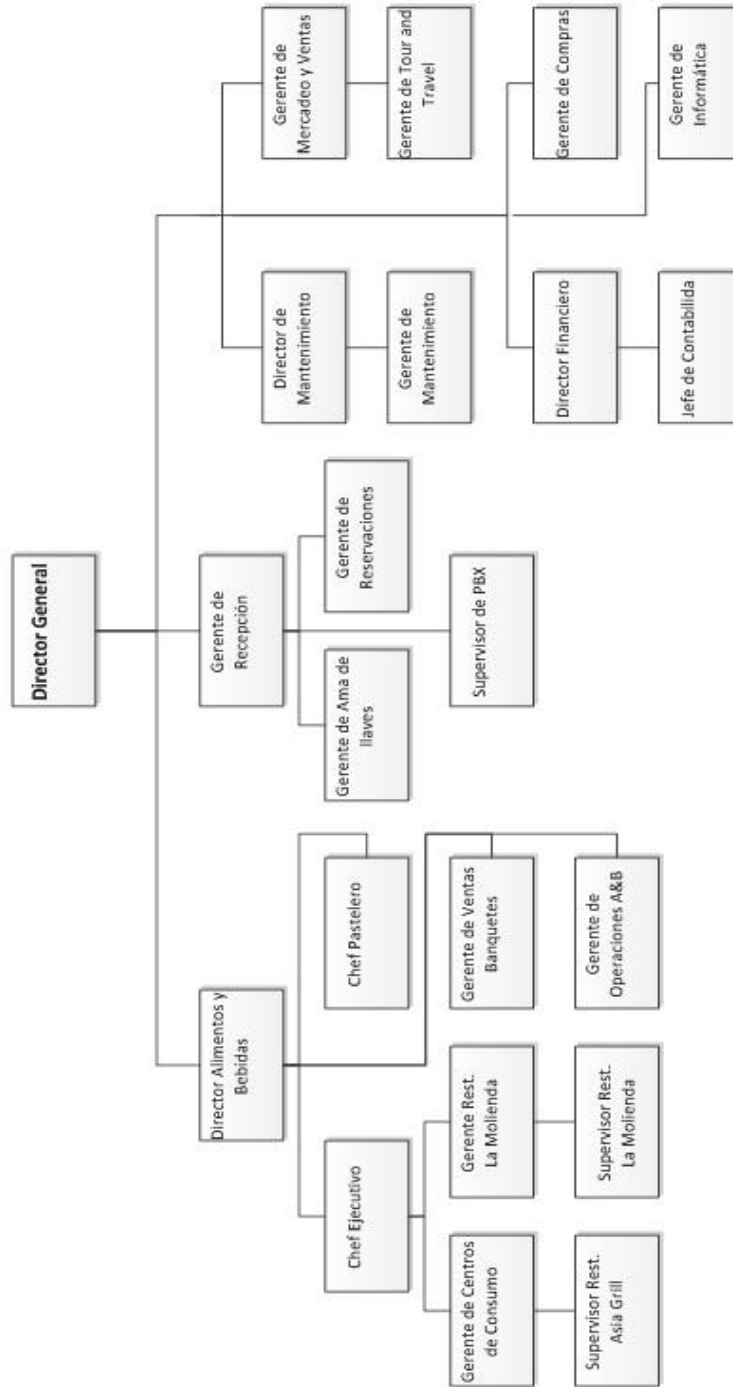 Director General
Director Alimentos y
Bebidas
Gerente de
Recepción
Chef Ejecutivo
Chef Pastelero
Gerente de Centros
de Consumo
Gerente Rest.
La Molienda
Gerente de Ventas
Banquetes
Supervisor Rest.
Asia Grill
Supervisor Rest.
La Molienda
Gerente de
Operaciones A&B
Gerente de Ama de
llaves
Gerente de
Reservaciones
Supervisor de PBX
Director de
Mantenimiento
Gerente de
Mercadeo y Ventas
Gerente de
Mantenimiento
Gerente de Tour and
Travel
Director Financiero
Gerente de Compras
Jefe de Contabilida
Gerente de
Informática